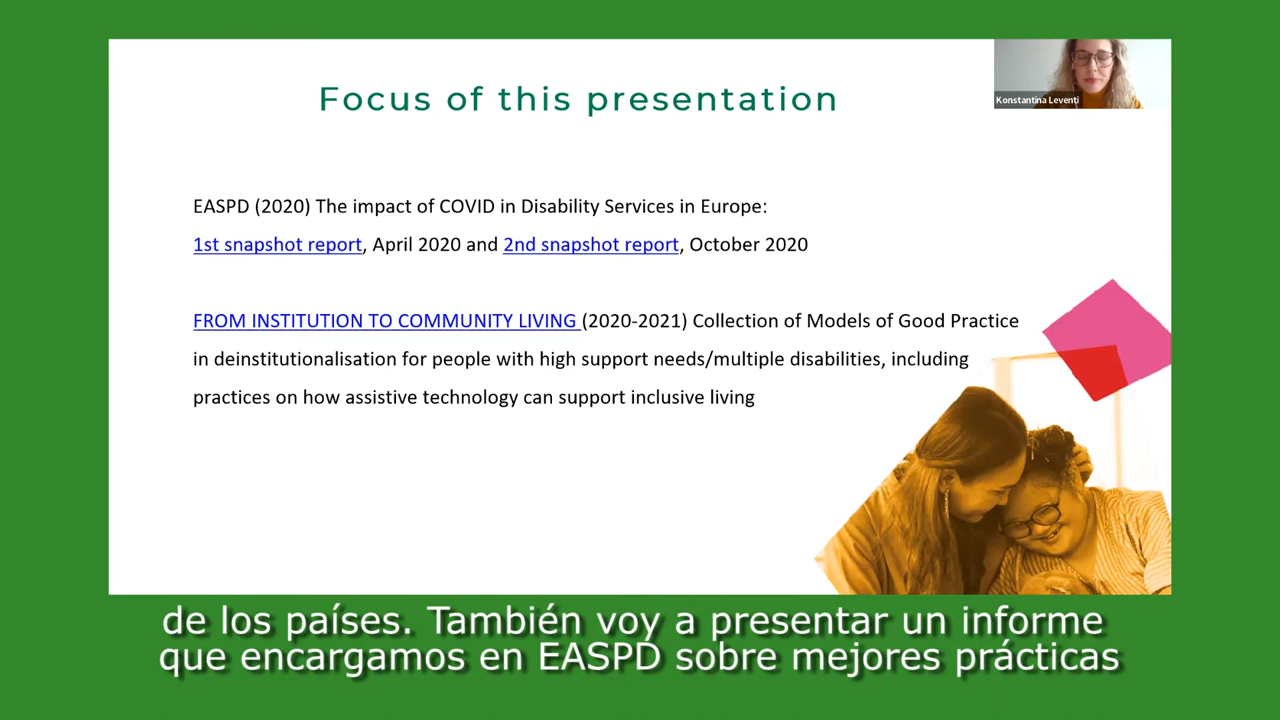 Focus of this presentation
Konstantina Leventi
EASPD (2020) The impact of COVID in Disability Services in Europe:
1st snapshot report, April 2020 and 2nd snapshot report, October 2020
FROM INSTITUTION TO COMMUNITY LIVING (2020-2021) Collection of Models of Good Practice
in deinstitutionalisation for people with high support needs/multiple disabilities, including
practices on how assistive technology can support inclusive living
de los países. También voy a presentar un informe
que encargamos en EASPD sobre mejores prácticas